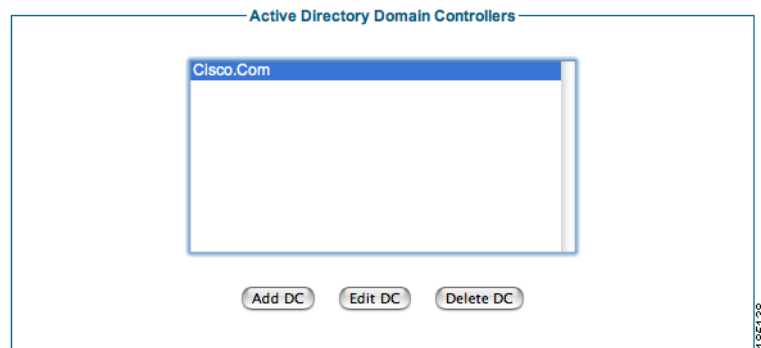 Active Directory Domain Controllers
Cisco.Com
Add DC Edit DC Delete DC